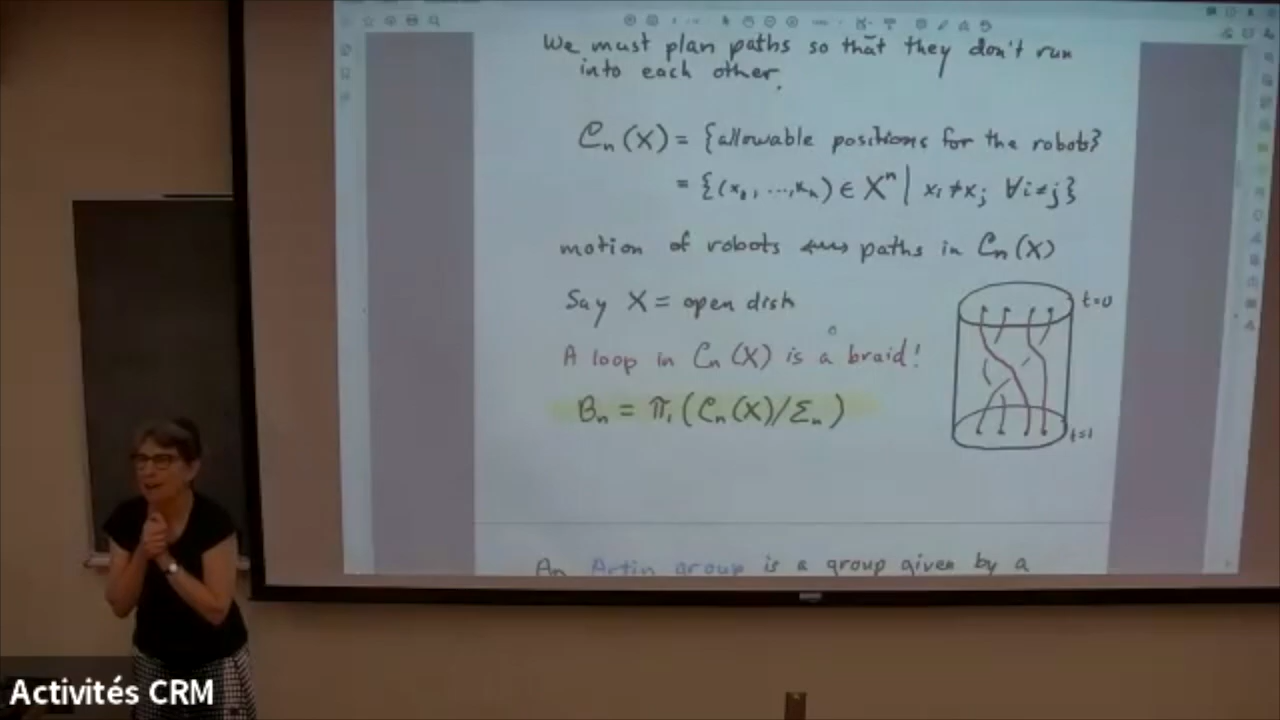 We must plan paths so that they don't run
into each other.
Cₙ(X) = {allowable positions for the robot}
= {(x₁, ..., xₙ) ∈ Xⁿ | xᵢ ≠ xⱼ ∀i≠j}
motion of robots ⟷ paths in Cₙ(X)
Say X = open disk
t=0
A loop in Cₙ(X) is a braid!
Bₙ = π₁(Cₙ(X)/Σₙ)
t=1
An Artin group is a group given by a
Activités CRM